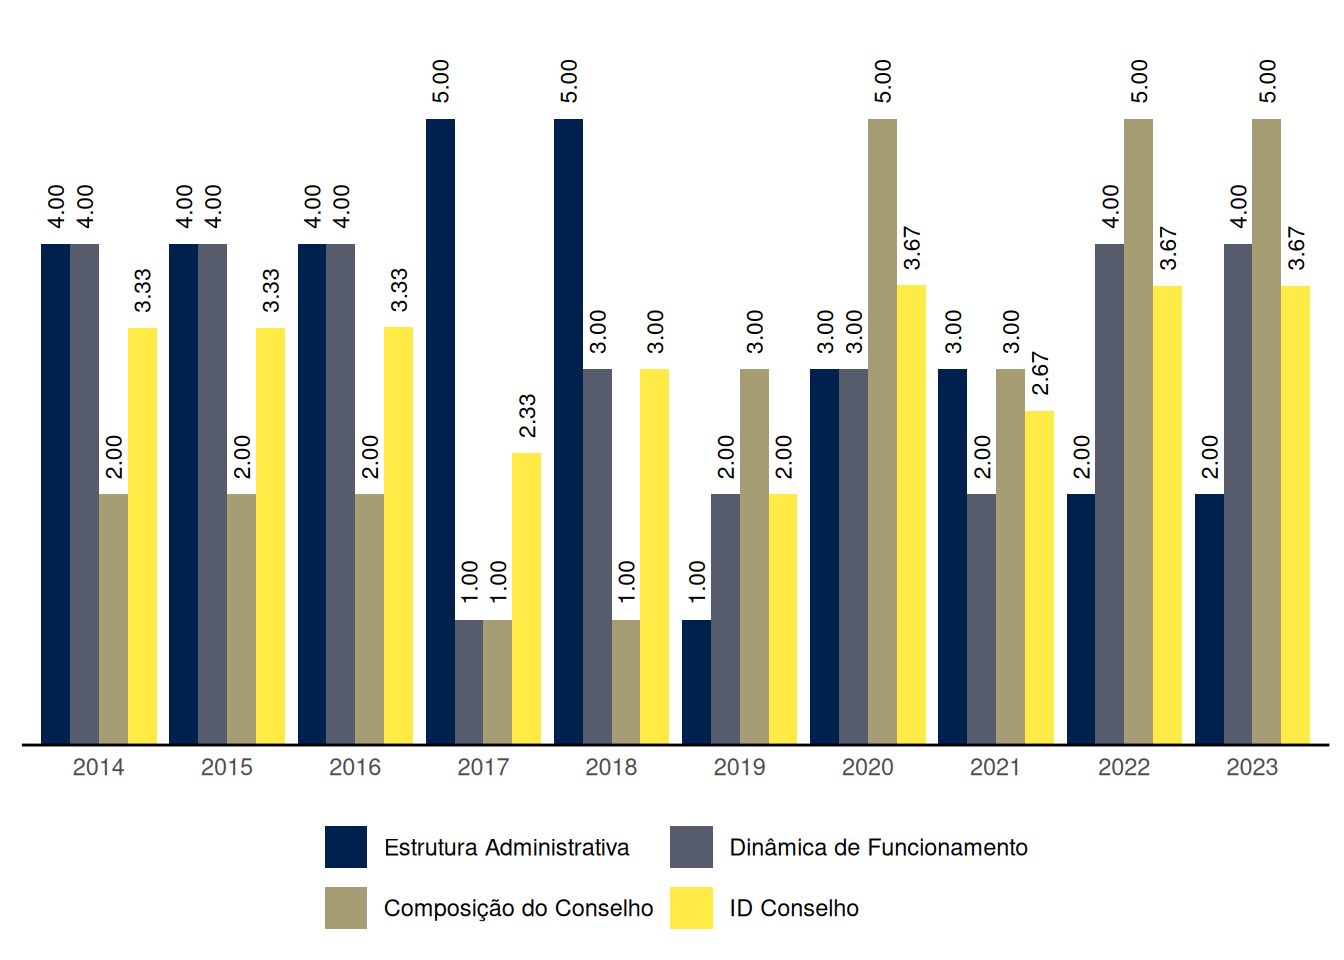 4.00 4.00 2.00 3.33
4.00 4.00 2.00 3.33
4.00 4.00 2.00 3.33
5.00 1.00 1.00 2.33
5.00 3.00 1.00 3.00
1.00 2.00 3.00 2.00
3.00 3.00 5.00 3.67
3.00 2.00 3.00 2.67
2.00 4.00 5.00 3.67
2.00 4.00 5.00 3.67
2014 2015 2016 2017 2018 2019 2020 2021 2022 2023
Estrutura Administrativa Dinâmica de Funcionamento
Composição do Conselho ID Conselho